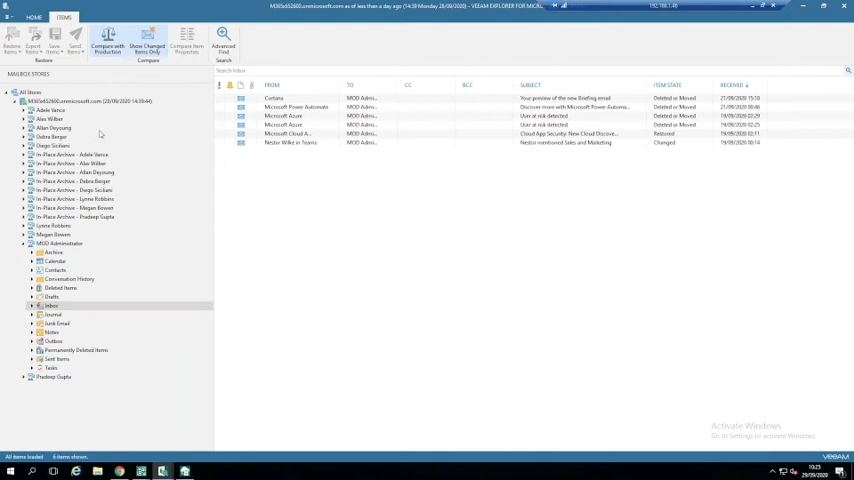 M365x652600.onmicrosoft.com as of less than a day ago (14:39 Monday 28/09/2020) - VEEAM EXPLORER FOR MICR
192.168.1.46
HOME ITEMS
Restore Items
Export Items
Save Items
Send Items
Compare with Production
Show Changed Items Only
Compare Item Properties
Advanced Find
Restore Compare Search
MAILBOX STORES
Search Inbox
FROM TO CC BCC SUBJECT ITEM STATE RECEIVED
Cortana MOD Admi... Your preview of the new Briefing email Deleted or Moved 21/09/2020 15:18
Microsoft Power Automate MOD Admi... Discover more with Microsoft Power Automa... Deleted or Moved 21/09/2020 00:46
Microsoft Azure MOD Admi... User at risk detected Deleted or Moved 19/09/2020 02:29
Microsoft Azure MOD Admi... User at risk detected Deleted or Moved 19/09/2020 02:25
Microsoft Cloud A... MOD Admi... Cloud App Security: New Cloud Discove... Restored 19/09/2020 02:11
Nestor Wilke in Teams MOD Admi... Nestor mentioned Sales and Marketing Changed 19/09/2020 00:14
All Stores
M365x652600.onmicrosoft.com (28/09/2020 14:39:44)
Adele Vance
Alex Wilber
Allan Deyoung
Debra Berger
Diego Siciliani
In-Place Archive - Adele Vance
In-Place Archive - Alex Wilber
In-Place Archive - Allan Deyoung
In-Place Archive - Debra Berger
In-Place Archive - Diego Siciliani
In-Place Archive - Lynne Robbins
In-Place Archive - Megan Bowen
In-Place Archive - Pradeep Gupta
Lynne Robbins
Megan Bowen
MOD Administrator
Archive
Calendar
Contacts
Conversation History
Deleted Items
Drafts
Inbox
Journal
Junk Email
Notes
Outbox
Permanently Deleted Items
Sent Items
Tasks
Pradeep Gupta
Activate Windows
Go to Settings to activate Windows.
All items loaded 6 items shown.
veeam
10:25
29/09/2020